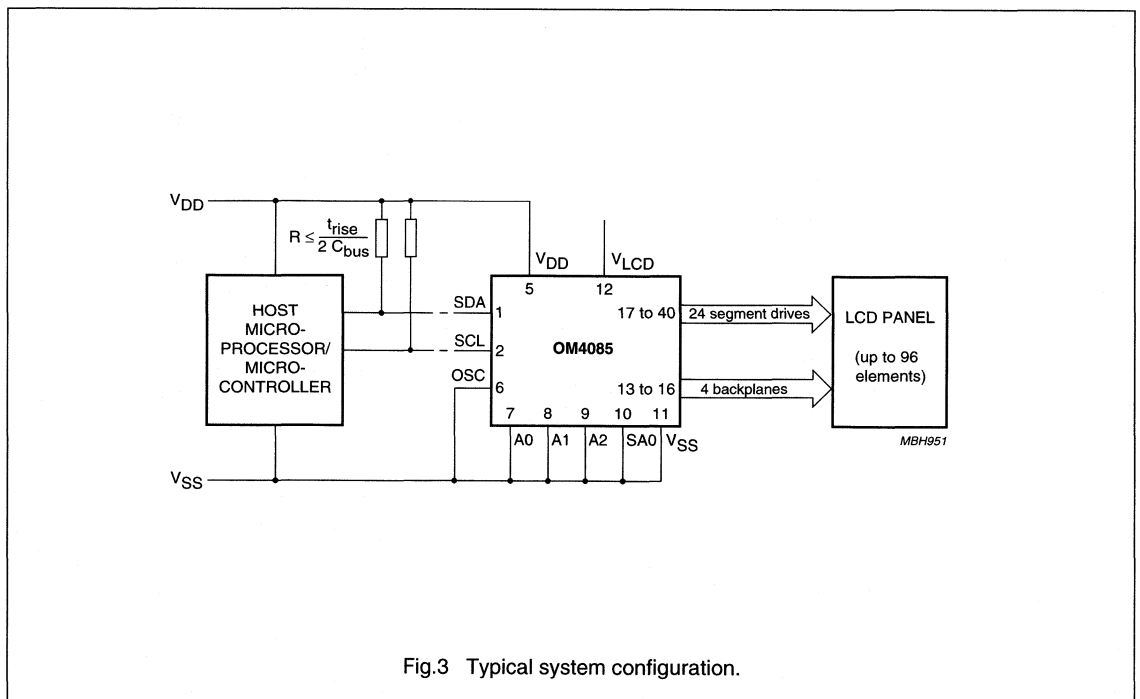 VDD
R ≤ trise / 2 Cbus
VDD
VLCD
5
12
HOST
MICRO-
PROCESSOR/
MICRO-
CONTROLLER
SDA
1
SCL
2
OSC
6
OM4085
17 to 40
24 segment drives
13 to 16
4 backplanes
LCD PANEL
(up to 96
elements)
7
8
9
10
11
A0
A1
A2
SA0
VSS
MBH951
VSS
Fig.3 Typical system configuration.